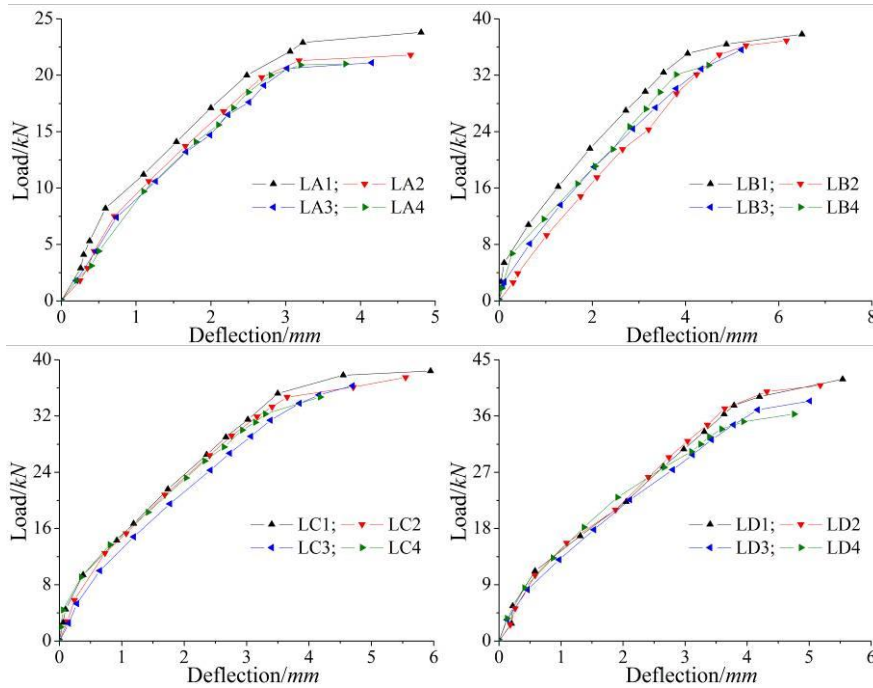 25
20
15
10
5
0
Load/kN
LA1; LA2
LA3; LA4
0 1 2 3 4 5
Deflection/mm
40
32
24
16
8
0
Load/kN
LB1; LB2
LB3; LB4
0 2 4 6 8
Deflection/mm
40
32
24
16
8
0
Load/kN
LC1; LC2
LC3; LC4
0 1 2 3 4 5 6
Deflection/mm
45
36
27
18
9
0
Load/kN
LD1; LD2
LD3; LD4
0 1 2 3 4 5 6
Deflection/mm